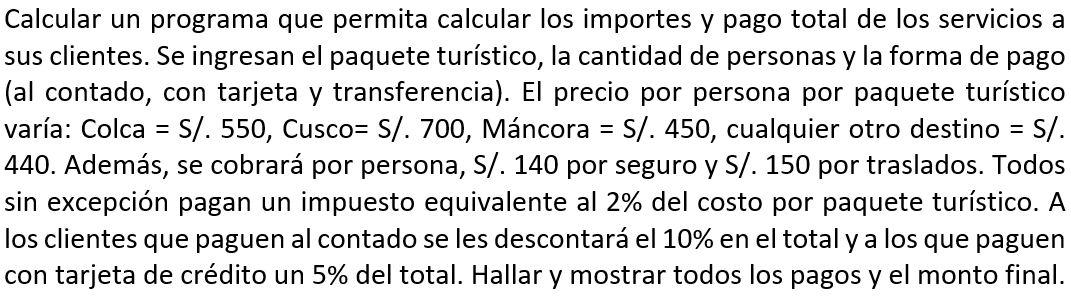 Calcular un programa que permita calcular los importes y pago total de los servicios a
sus clientes. Se ingresan el paquete turístico, la cantidad de personas y la forma de pago
(al contado, con tarjeta y transferencia). El precio por persona por paquete turístico
varía: Colca = S/. 550, Cusco= S/. 700, Máncora = S/. 450, cualquier otro destino = S/.
440. Además, se cobrará por persona, S/. 140 por seguro y S/. 150 por traslados. Todos
sin excepción pagan un impuesto equivalente al 2% del costo por paquete turístico. A
los clientes que paguen al contado se les descontará el 10% en el total y a los que paguen
con tarjeta de crédito un 5% del total. Hallar y mostrar todos los pagos y el monto final.